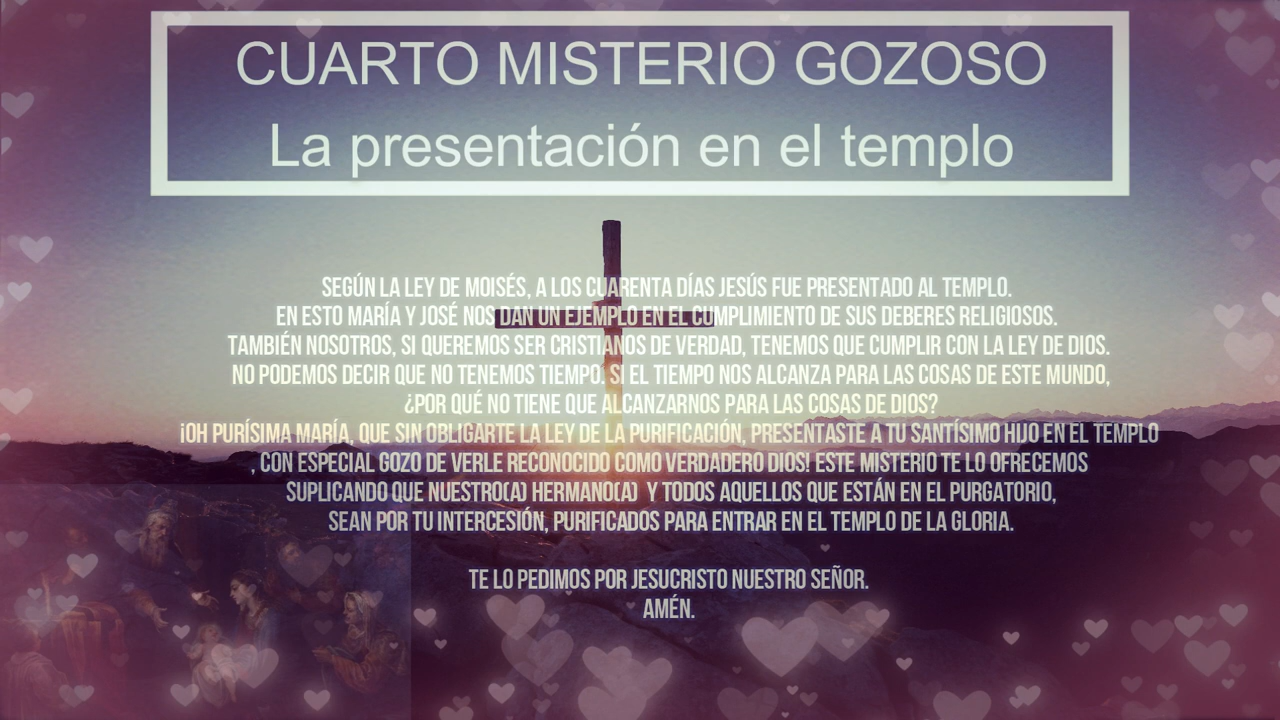 CUARTO MISTERIO GOZOSO
La presentación en el templo
SEGÚN LA LEY DE MOISÉS, A LOS CUARENTA DÍAS JESÚS FUE PRESENTADO AL TEMPLO.
EN ESTO MARÍA Y JOSÉ NOS DAN UN EJEMPLO EN EL CUMPLIMIENTO DE SUS DEBERES RELIGIOSOS.
TAMBIÉN NOSOTROS, SI QUEREMOS SER CRISTIANOS DE VERDAD, TENEMOS QUE CUMPLIR CON LA LEY DE DIOS.
NO PODEMOS DECIR QUE NO TENEMOS TIEMPO. SI EL TIEMPO NOS ALCANZA PARA LAS COSAS DE ESTE MUNDO,
¿POR QUÉ NO TIENE QUE ALCANZARNOS PARA LAS COSAS DE DIOS?
¡OH PURÍSIMA MARÍA, QUE SIN OBLIGARTE LA LEY DE LA PURIFICACIÓN, PRESENTASTE A TU SANTÍSIMO HIJO EN EL TEMPLO
, CON ESPECIAL GOZO DE VERLE RECONOCIDO COMO VERDADERO DIOS! ESTE MISTERIO TE LO OFRECEMOS
SUPLICANDO QUE NUESTRO(A) HERMANO(A) Y TODOS AQUELLOS QUE ESTÁN EN EL PURGATORIO,
SEAN POR TU INTERCESIÓN, PURIFICADOS PARA ENTRAR EN EL TEMPLO DE LA GLORIA.
TE LO PEDIMOS POR JESUCRISTO NUESTRO SEÑOR.
AMÉN.